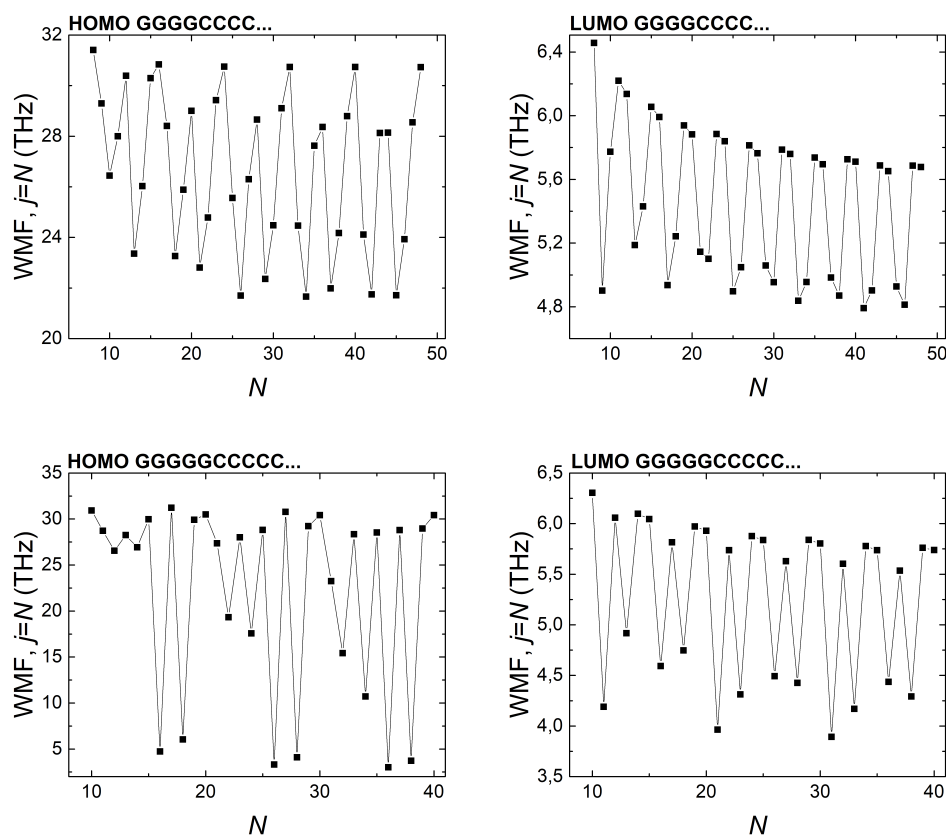 HOMO GGGGCCCC...
32
28
24
20
WMF, j=N (THz)
10 20 30 40 50
N
LUMO GGGGCCCC...
6,4
6,0
5,6
5,2
4,8
WMF, j=N (THz)
10 20 30 40 50
N
HOMO GGGGGCCCCC...
35
30
25
20
15
10
5
WMF, j=N (THz)
10 20 30 40
N
LUMO GGGGGCCCCC...
6,5
6,0
5,5
5,0
4,5
4,0
3,5
WMF, j=N (THz)
10 20 30 40
N